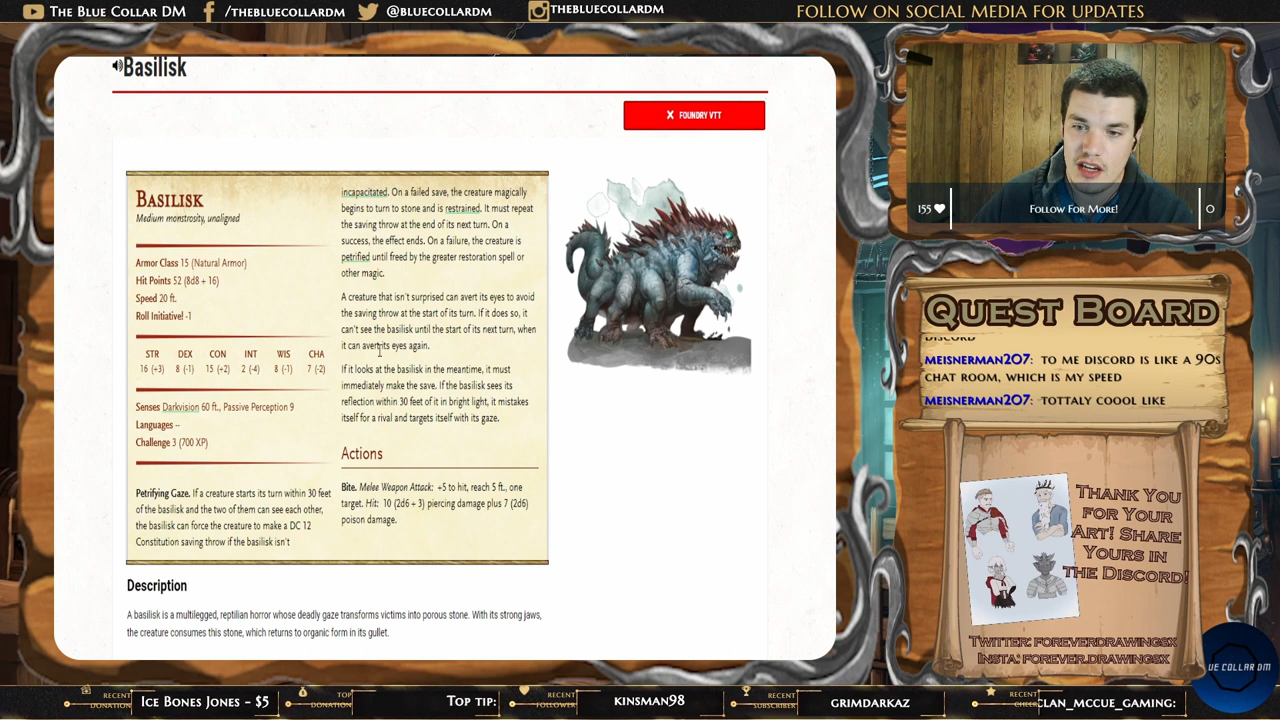 The Blue Collar DM
/thebluecollardm
@bluecollardm
thebluecollardm
Follow on Social Media for Updates
Basilisk
X FOUNDRY VTT
Basilisk
Medium monstrosity, unaligned
Armor Class 15 (Natural Armor)
Hit Points 52 (8d8 + 16)
Speed 20 ft.
Roll Initiative! -1
STR DEX CON INT WIS CHA
16 (+3) 8 (-1) 15 (+2) 2 (-4) 8 (-1) 7 (-2)
Senses Darkvision 60 ft., Passive Perception 9
Languages --
Challenge 3 (700 XP)
Petrifying Gaze. If a creature starts its turn within 30 feet
of the basilisk and the two of them can see each other,
the basilisk can force the creature to make a DC 12
Constitution saving throw if the basilisk isn't
incapacitated. On a failed save, the creature magically
begins to turn to stone and is restrained. It must repeat
the saving throw at the end of its next turn. On a
success, the effect ends. On a failure, the creature is
petrified until freed by the greater restoration spell or
other magic.
A creature that isn't surprised can avert its eyes to avoid
the saving throw at the start of its turn. If it does so, it
can't see the basilisk until the start of its next turn, when
it can avert its eyes again.
If it looks at the basilisk in the meantime, it must
immediately make the save. If the basilisk sees its
reflection within 30 feet of it in bright light, it mistakes
itself for a rival and targets itself with its gaze.
Actions
Bite. Melee Weapon Attack: +5 to hit, reach 5 ft., one
target. Hit: 10 (2d6 + 3) piercing damage plus 7 (2d6)
poison damage.
Description
A basilisk is a multilegged, reptilian horror whose deadly gaze transforms victims into porous stone. With its strong jaws,
the creature consumes this stone, which returns to organic form in its gullet.
155
Follow For More!
0
Quest Board
discord
meisnerman207: to me discord is like a 90s
chat room, which is my speed
meisnerman207: tottaly coool like
Thank You
for Your
Art! Share
Yours in
the Discord!
Twitter: foreverdrawingsx
Insta: forever.drawingsx
ue Collar DM
Recent Donation
Ice Bones Jones - $5
Top Donation
Top tip:
Recent Follower
kinsman98
Recent Subscriber
grimdarkaz
Recent Cheer
clan_mccue_gaming: